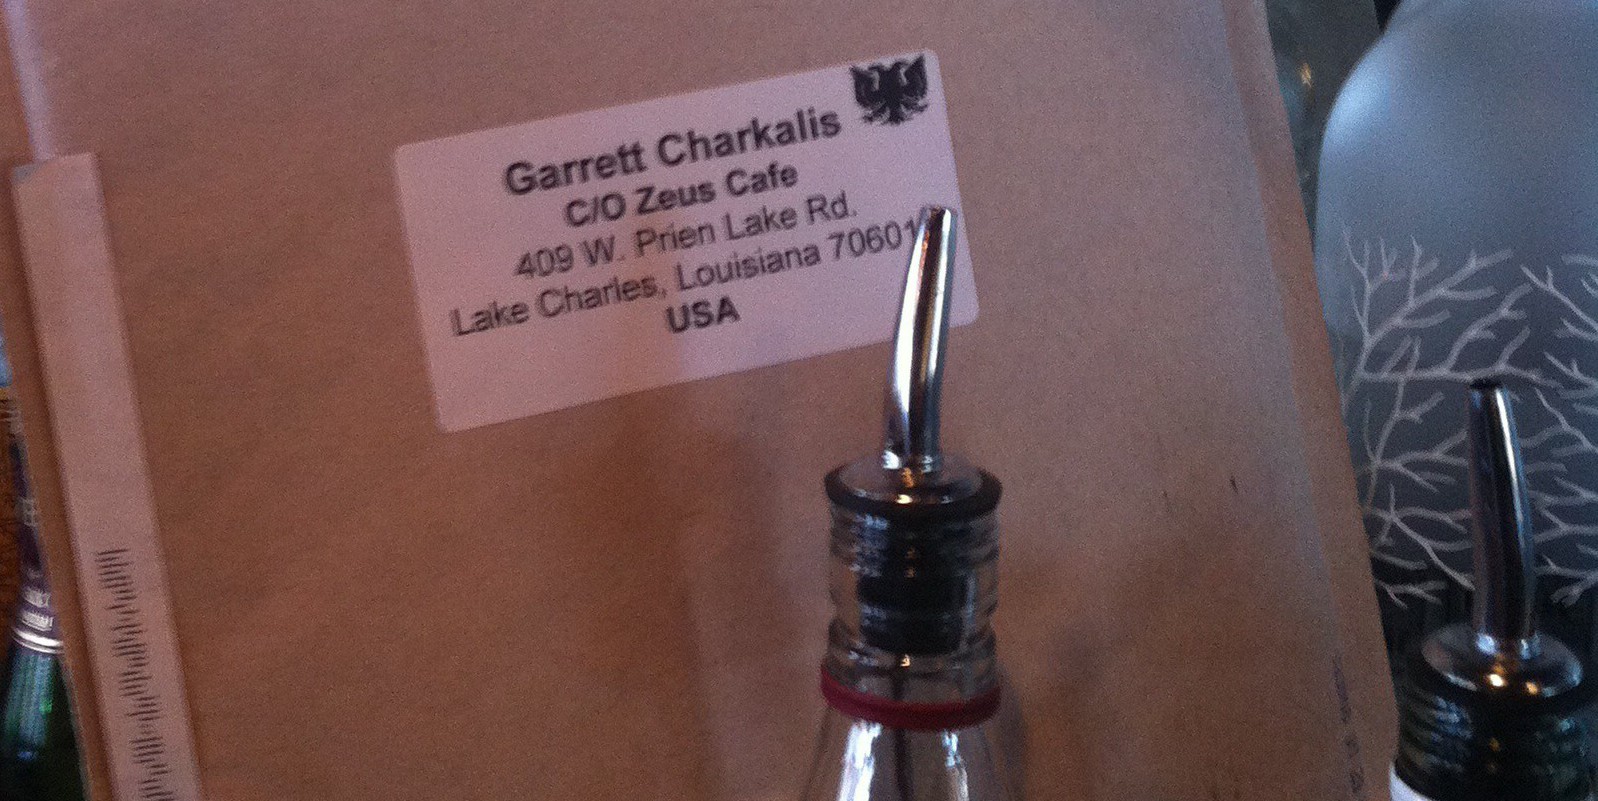 Garrett Charkalis
C/O Zeus Cafe
409 W. Prien Lake Rd.
Lake Charles, Louisiana 70601
USA